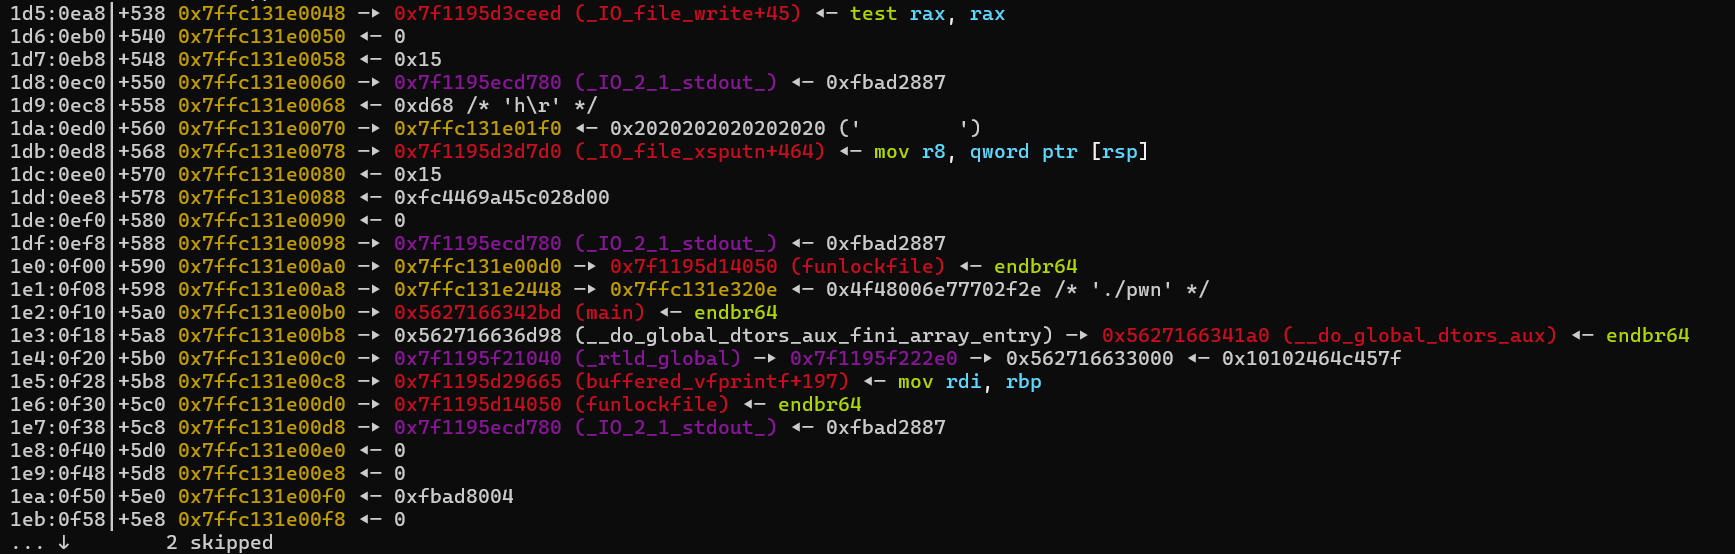 1d5:0ea8│+538 0x7ffc131e0048 —▸ 0x7f1195d3ceed (_IO_file_write+45) ◂— test rax, rax
1d6:0eb0│+540 0x7ffc131e0050 ◂— 0
1d7:0eb8│+548 0x7ffc131e0058 ◂— 0x15
1d8:0ec0│+550 0x7ffc131e0060 —▸ 0x7f1195ecd780 (_IO_2_1_stdout_) ◂— 0xfbad2887
1d9:0ec8│+558 0x7ffc131e0068 ◂— 0xd68 /* 'h\r' */
1da:0ed0│+560 0x7ffc131e0070 —▸ 0x7ffc131e01f0 ◂— 0x2020202020202020 ('        ')
1db:0ed8│+568 0x7ffc131e0078 —▸ 0x7f1195d3d7d0 (_IO_file_xsputn+464) ◂— mov r8, qword ptr [rsp]
1dc:0ee0│+570 0x7ffc131e0080 ◂— 0x15
1dd:0ee8│+578 0x7ffc131e0088 ◂— 0xfc4469a45c028d00
1de:0ef0│+580 0x7ffc131e0090 ◂— 0
1df:0ef8│+588 0x7ffc131e0098 —▸ 0x7f1195ecd780 (_IO_2_1_stdout_) ◂— 0xfbad2887
1e0:0f00│+590 0x7ffc131e00a0 —▸ 0x7ffc131e00d0 —▸ 0x7f1195d14050 (funlockfile) ◂— endbr64
1e1:0f08│+598 0x7ffc131e00a8 —▸ 0x7ffc131e2448 —▸ 0x7ffc131e320e ◂— 0x4f48006e77702f2e /* './pwn' */
1e2:0f10│+5a0 0x7ffc131e00b0 —▸ 0x5627166342bd (main) ◂— endbr64
1e3:0f18│+5a8 0x7ffc131e00b8 —▸ 0x562716636d98 (__do_global_dtors_aux_fini_array_entry) —▸ 0x5627166341a0 (__do_global_dtors_aux) ◂— endbr64
1e4:0f20│+5b0 0x7ffc131e00c0 —▸ 0x7f1195f21040 (_rtld_global) —▸ 0x7f1195f222e0 —▸ 0x562716633000 ◂— 0x10102464c457f
1e5:0f28│+5b8 0x7ffc131e00c8 —▸ 0x7f1195d29665 (buffered_vfprintf+197) ◂— mov rdi, rbp
1e6:0f30│+5c0 0x7ffc131e00d0 —▸ 0x7f1195d14050 (funlockfile) ◂— endbr64
1e7:0f38│+5c8 0x7ffc131e00d8 —▸ 0x7f1195ecd780 (_IO_2_1_stdout_) ◂— 0xfbad2887
1e8:0f40│+5d0 0x7ffc131e00e0 ◂— 0
1e9:0f48│+5d8 0x7ffc131e00e8 ◂— 0
1ea:0f50│+5e0 0x7ffc131e00f0 ◂— 0xfbad8004
1eb:0f58│+5e8 0x7ffc131e00f8 ◂— 0
... ↓        2 skipped